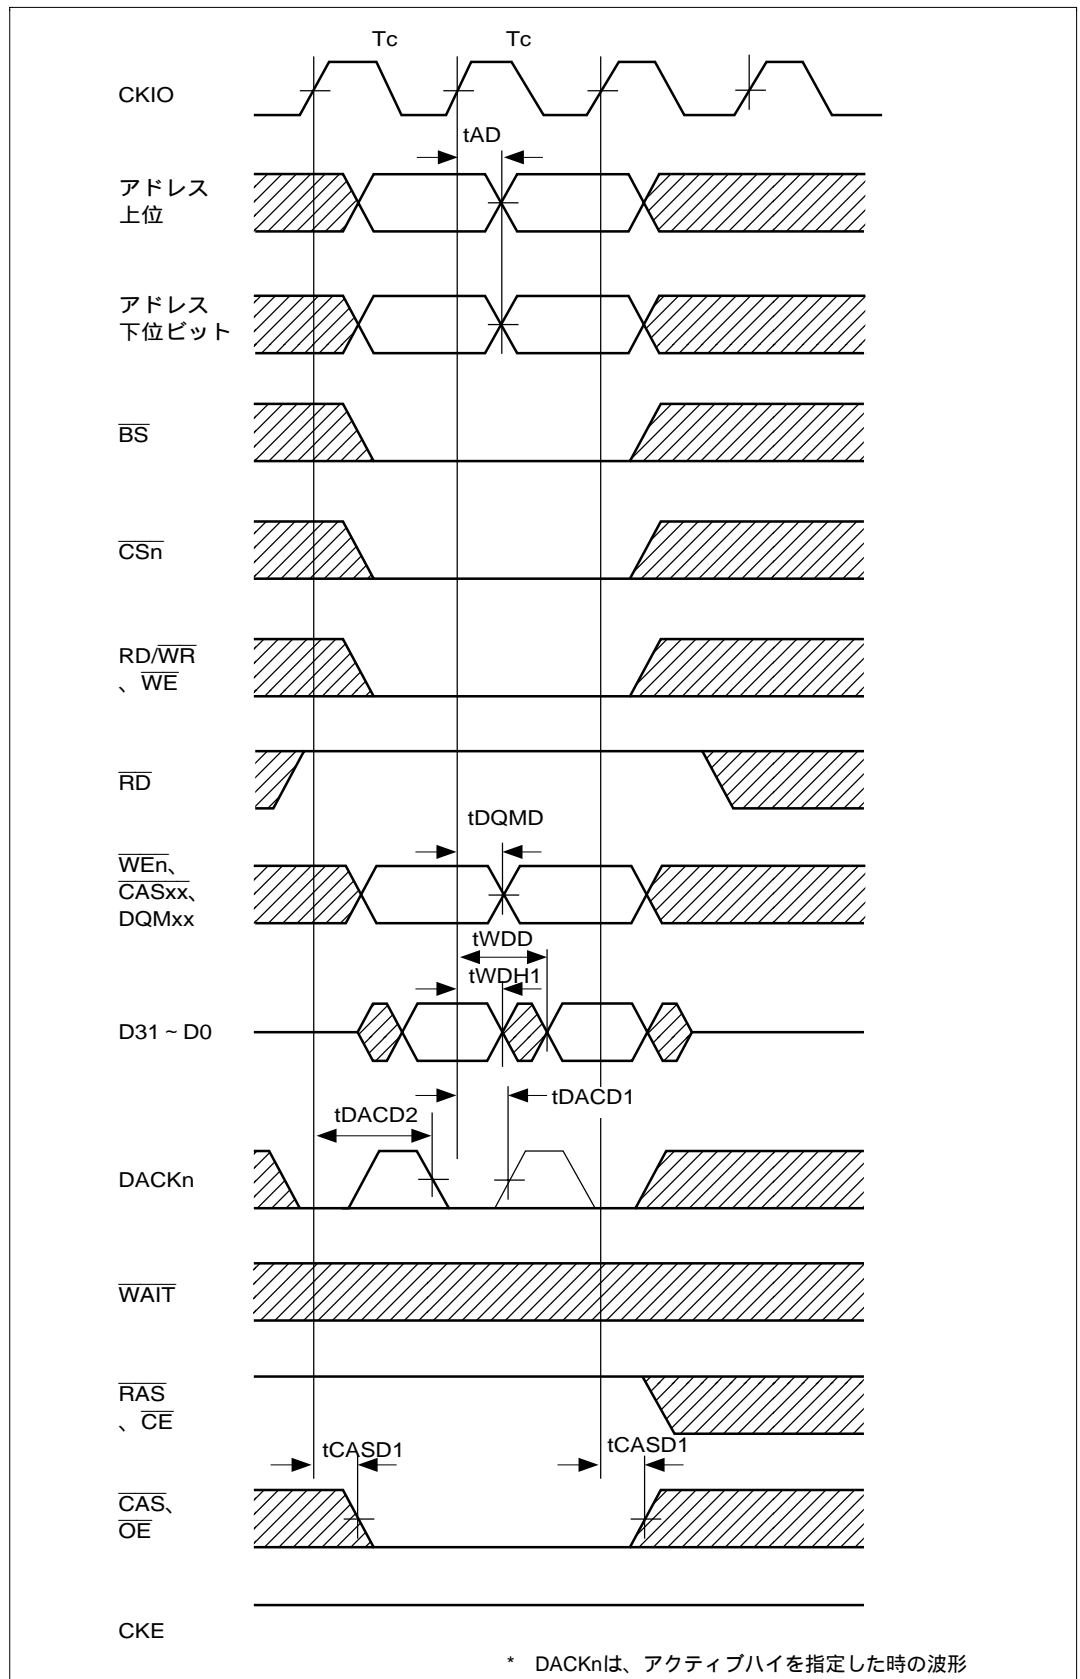 Tc Tc
CKIO
tAD
アドレス
上位
アドレス
下位ビット
BS
CSn
RD/WR
、WE
RD
tDQMD
WEn、
CASxx、
DQMxx
tWDD
tWDH1
D31 ~ D0
tDACD1
tDACD2
DACKn
WAIT
RAS
、CE
tCASD1 tCASD1
CAS、
OE
CKE
* DACKnは、アクティブハイを指定した時の波形